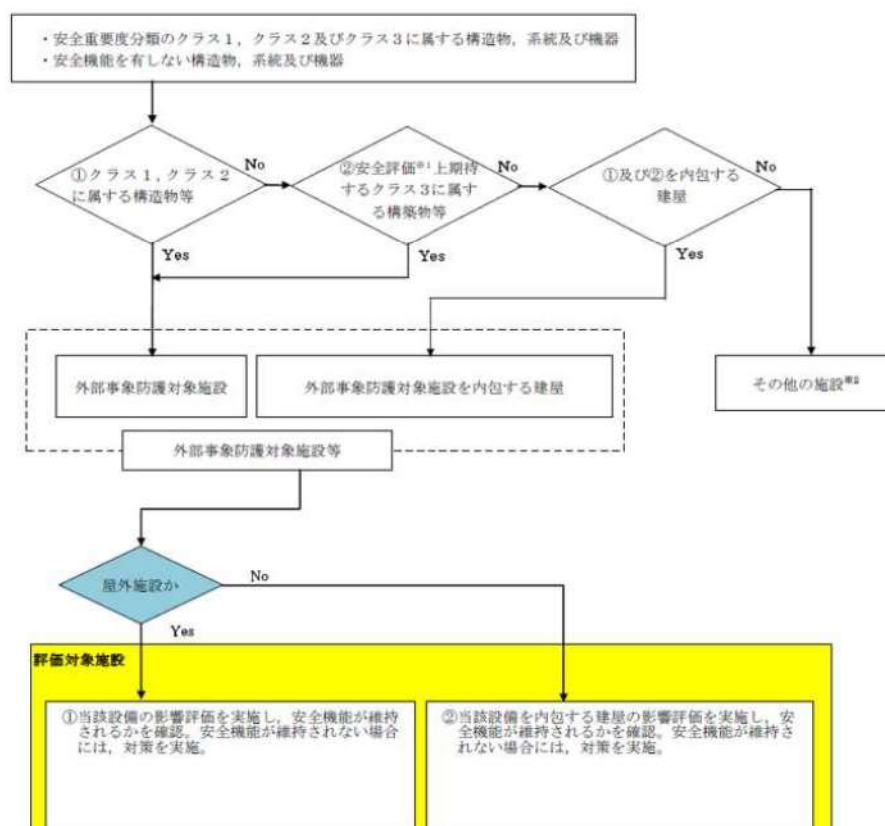 ・安全重要度分類のクラス１，クラス２及びクラス３に属する構造物，系統及び機器
・安全機能を有しない構造物，系統及び機器
①クラス１，クラス２
に属する構造物等
No
②安全評価※１上期待
するクラス３に属す
る構築物等
No
①及び②を内包する
建屋
No
Yes
Yes
Yes
外部事象防護対象施設
外部事象防護対象施設を内包する建屋
その他の施設※２
外部事象防護対象施設等
屋外施設か
No
Yes
評価対象施設
①当該設備の影響評価を実施し，安全機能が維持
されるかを確認。安全機能が維持されない場合
には，対策を実施。
②当該設備を内包する建屋の影響評価を実施し，安
全機能が維持されるかを確認。安全機能が維持さ
れない場合には，対策を実施。